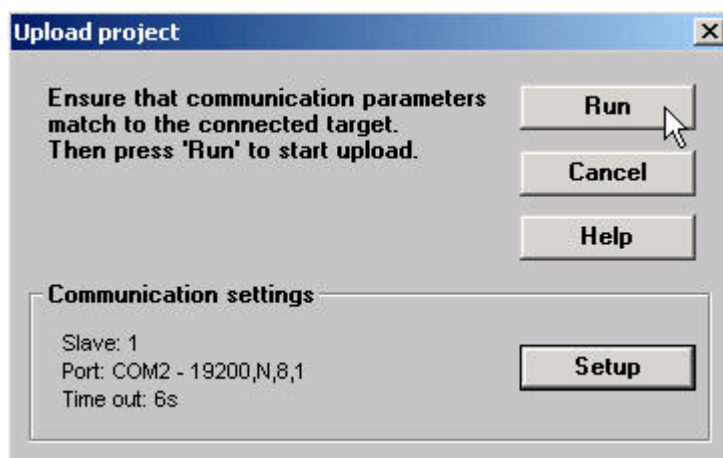 Upload project
Ensure that communication parameters
match to the connected target.
Then press 'Run' to start upload.
Run
Cancel
Help
Communication settings
Slave: 1
Port: COM2 - 19200,N,8,1
Time out: 6s
Setup